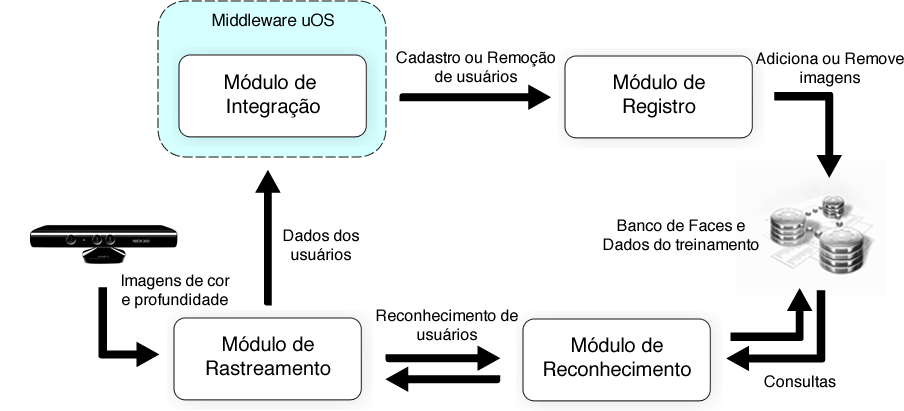 Middleware uOS
Módulo de
Integração
Cadastro ou Remoção
de usuários
Módulo de
Registro
Adiciona ou Remove
imagens
Dados dos
usuários
Banco de Faces e
Dados do treinamento
XBOX 360
Imagens de cor
e profundidade
Módulo de
Rastreamento
Reconhecimento de
usuários
Módulo de
Reconhecimento
Consultas